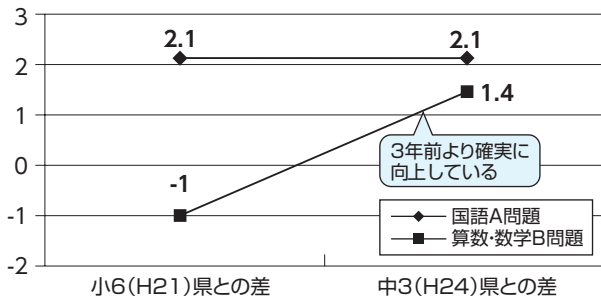 3
2
1
0
-1
-2
2.1
2.1
1.4
-1
3年前より確実に
向上している
国語A問題
算数・数学B問題
小6(H21)県との差
中3(H24)県との差